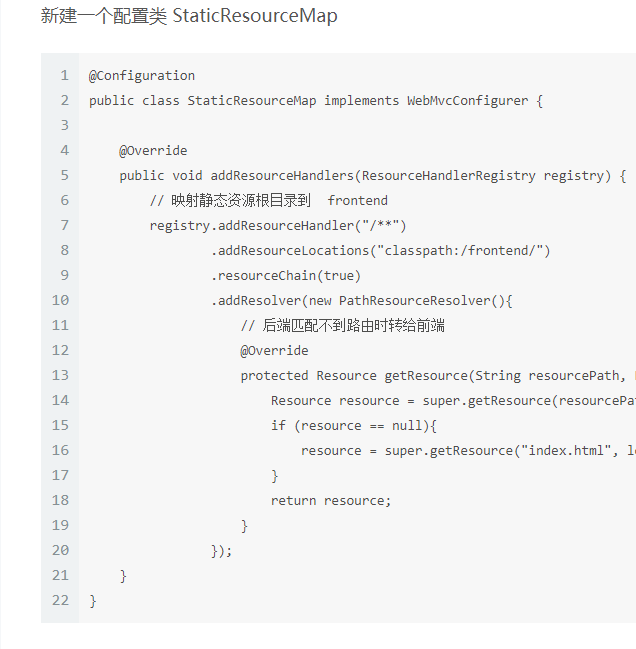 新建一个配置类 StaticResourceMap
1 @Configuration
2 public class StaticResourceMap implements WebMvcConfigurer {
3
4 @Override
5 public void addResourceHandlers(ResourceHandlerRegistry registry) {
6 // 映射静态资源根目录到 frontend
7 registry.addResourceHandler("/**")
8 .addResourceLocations("classpath:/frontend/")
9 .resourceChain(true)
10 .addResolver(new PathResourceResolver(){
11 // 后端匹配不到路由时转给前端
12 @Override
13 protected Resource getResource(String resourcePath,
14 Resource resource = super.getResource(resourcePa
15 if (resource == null){
16 resource = super.getResource("index.html", l
17 }
18 return resource;
19 }
20 });
21 }
22 }